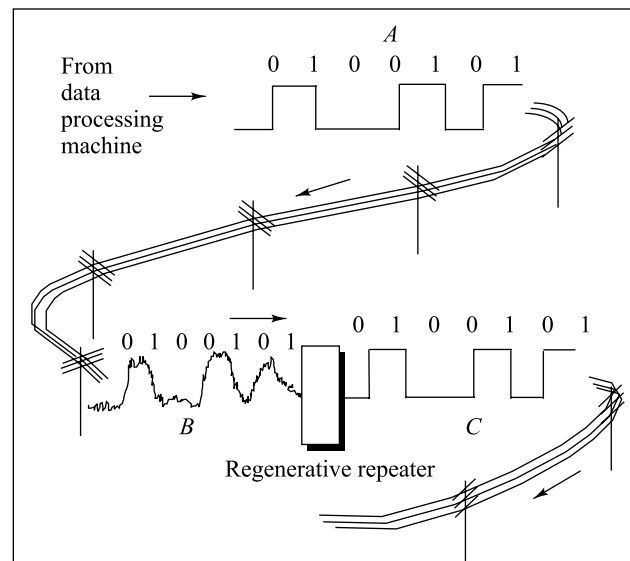 A
From
data
processing
machine
0 1 0 0 1 0 1
0 1 0 0 1 0 1
0 1 0 0 1 0 1
B
C
Regenerative repeater